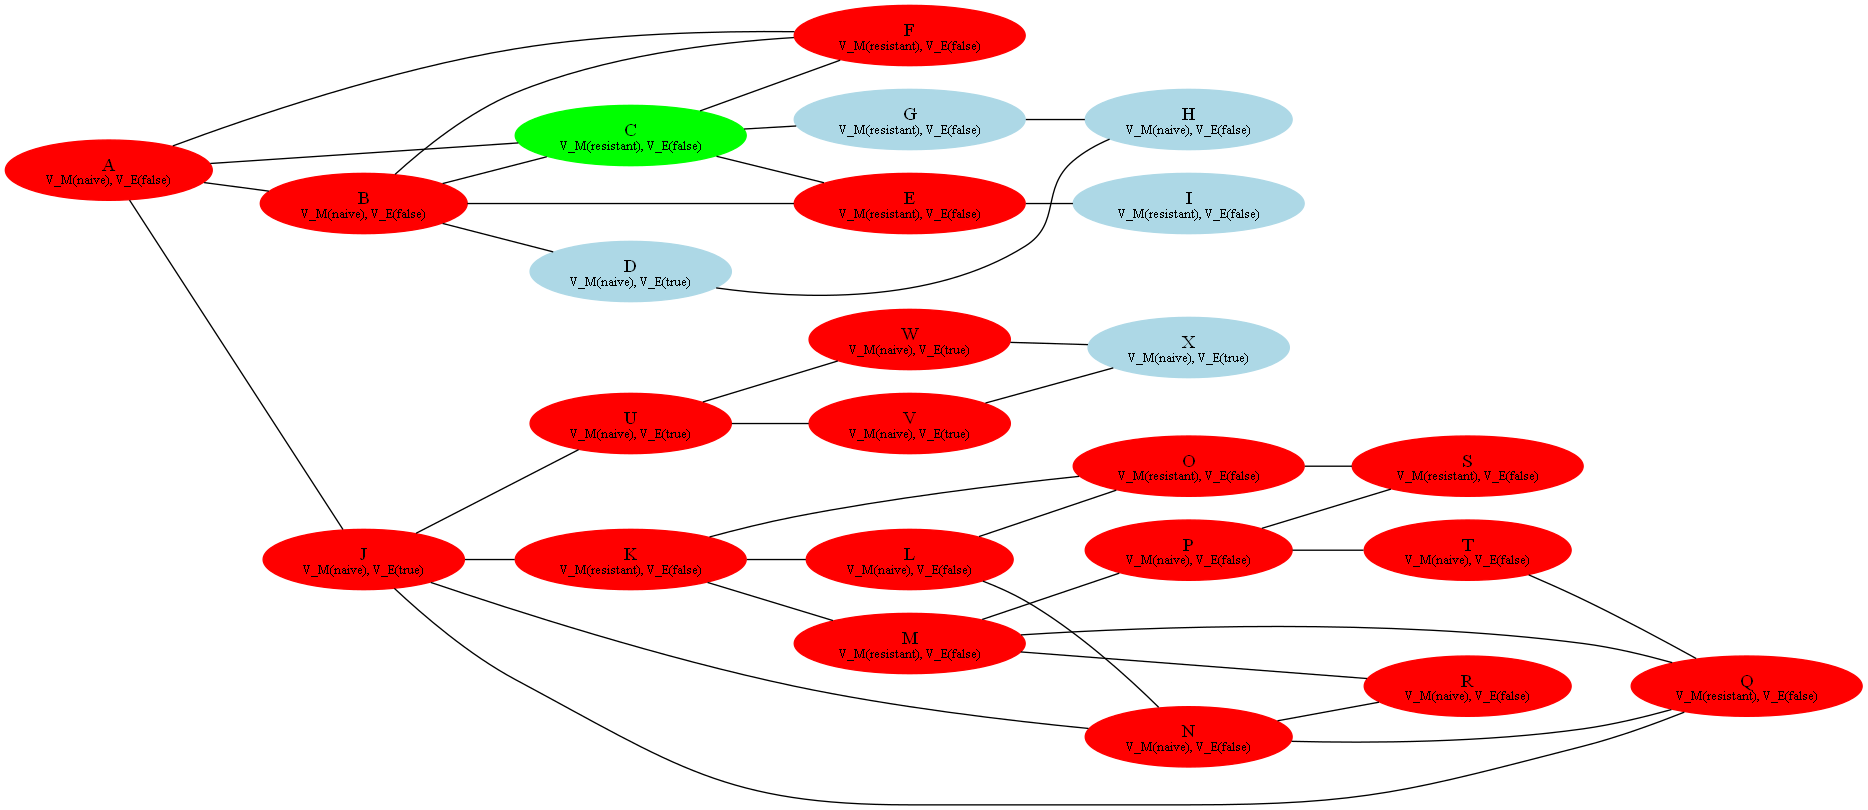 F
V_M(resistant), V_E(false)
C
V_M(resistant), V_E(false)
G
V_M(resistant), V_E(false)
H
V_M(naive), V_E(false)
A
V_M(naive), V_E(false)
B
V_M(naive), V_E(false)
E
V_M(resistant), V_E(false)
I
V_M(resistant), V_E(false)
D
V_M(naive), V_E(true)
W
V_M(naive), V_E(true)
X
V_M(naive), V_E(true)
U
V_M(naive), V_E(true)
V
V_M(naive), V_E(true)
O
V_M(resistant), V_E(false)
S
V_M(resistant), V_E(false)
J
V_M(naive), V_E(true)
K
V_M(resistant), V_E(false)
L
V_M(naive), V_E(false)
P
V_M(naive), V_E(false)
T
V_M(naive), V_E(false)
M
V_M(resistant), V_E(false)
R
V_M(naive), V_E(false)
Q
V_M(resistant), V_E(false)
N
V_M(naive), V_E(false)